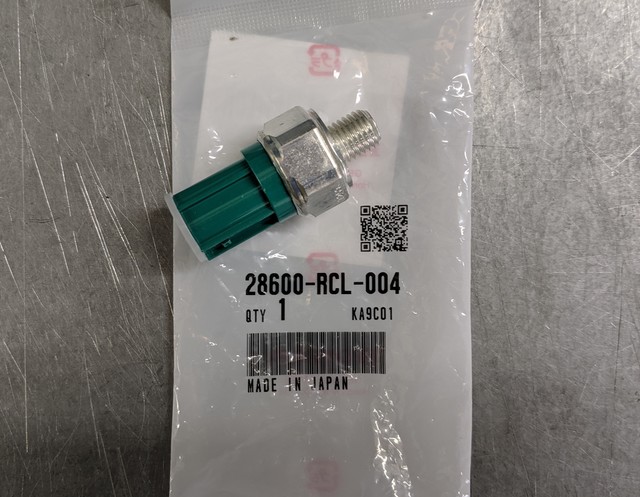 28600-RCL-004
QTY 1 KA9C01
MADE IN JAPAN